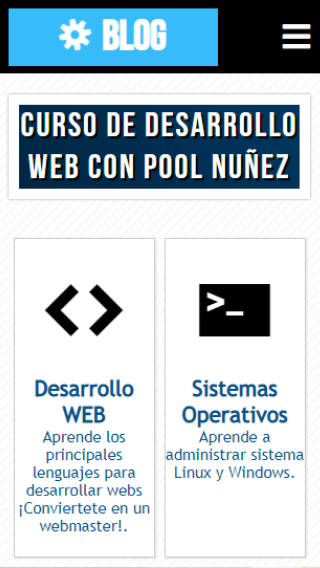 BLOG
CURSO DE DESARROLLO
WEB CON POOL NUÑEZ
>_
Desarrollo
WEB
Aprende los
principales
lenguajes para
desarrollar webs
¡Conviertete en un
webmaster!.
Sistemas
Operativos
Aprende a
administrar sistema
Linux y Windows.